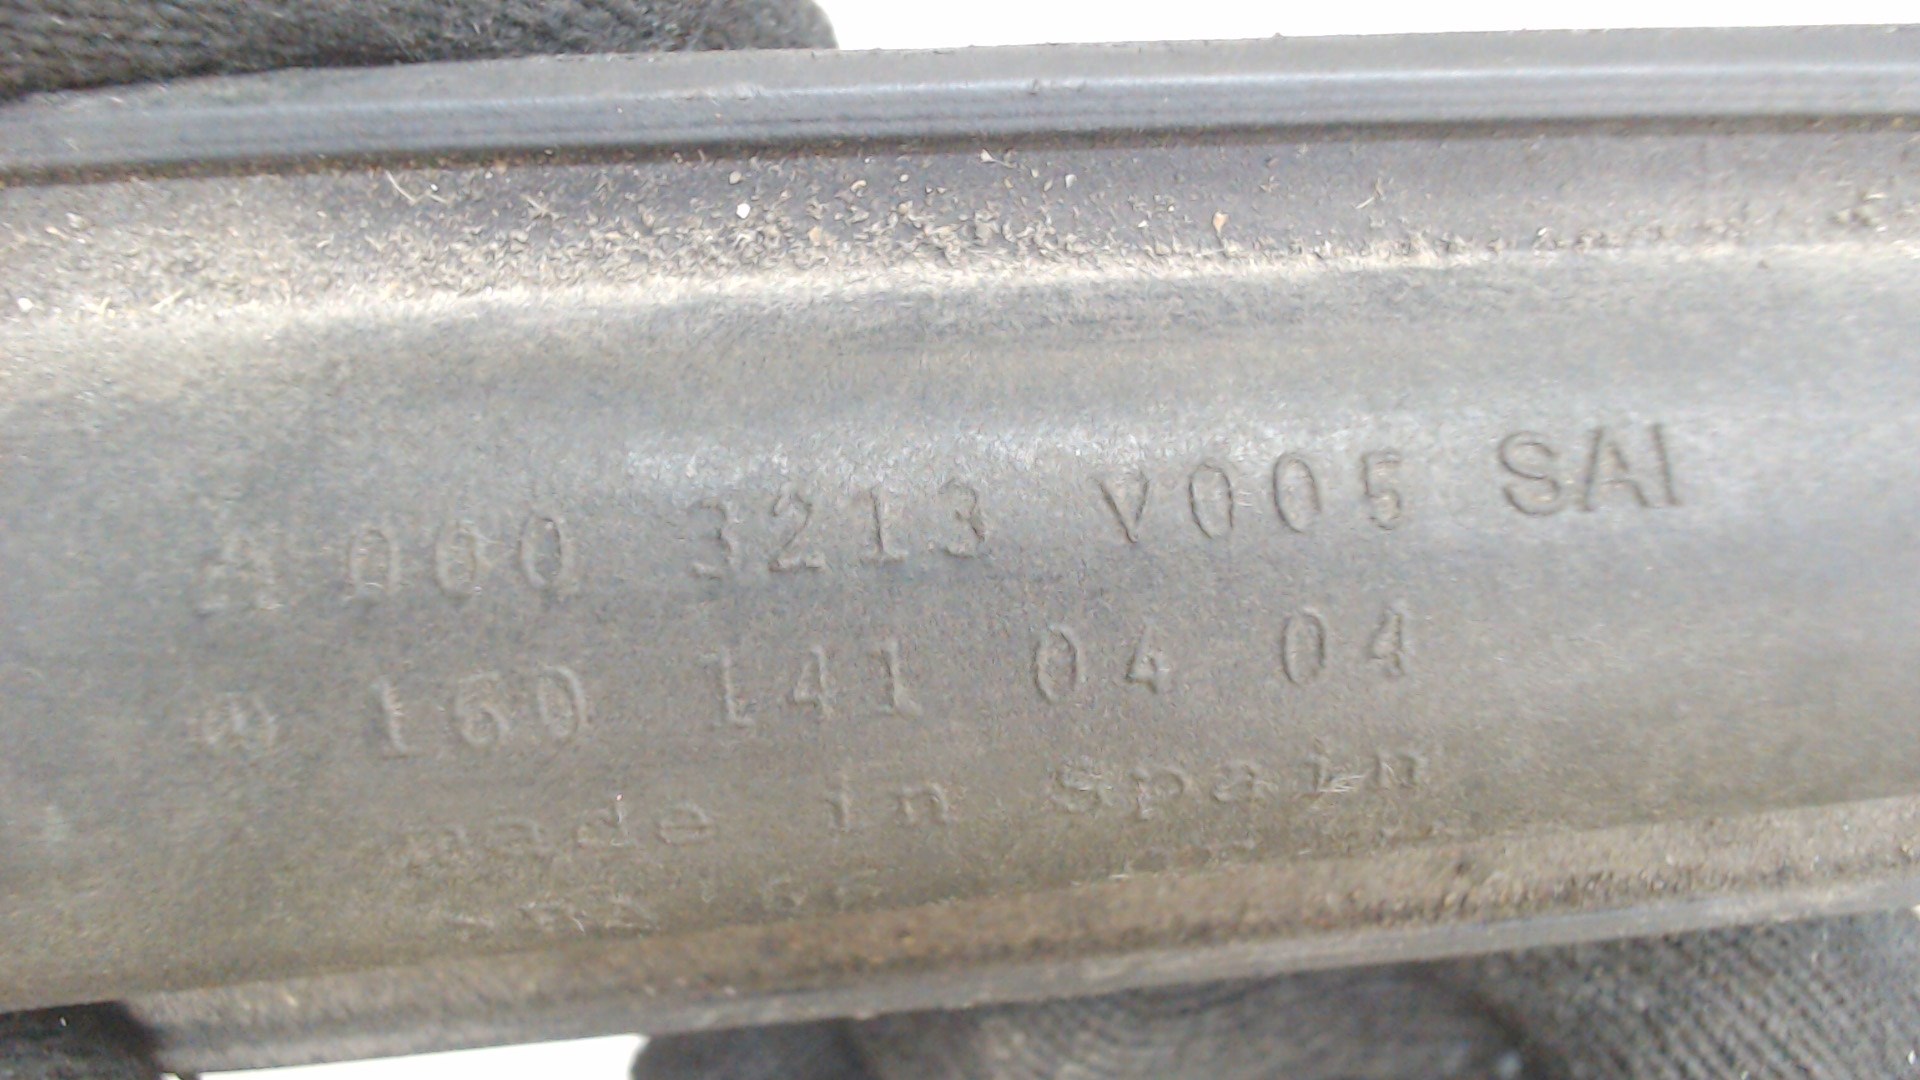 A 000 3213 V005 SAI
160 141 04 04
made in Spain